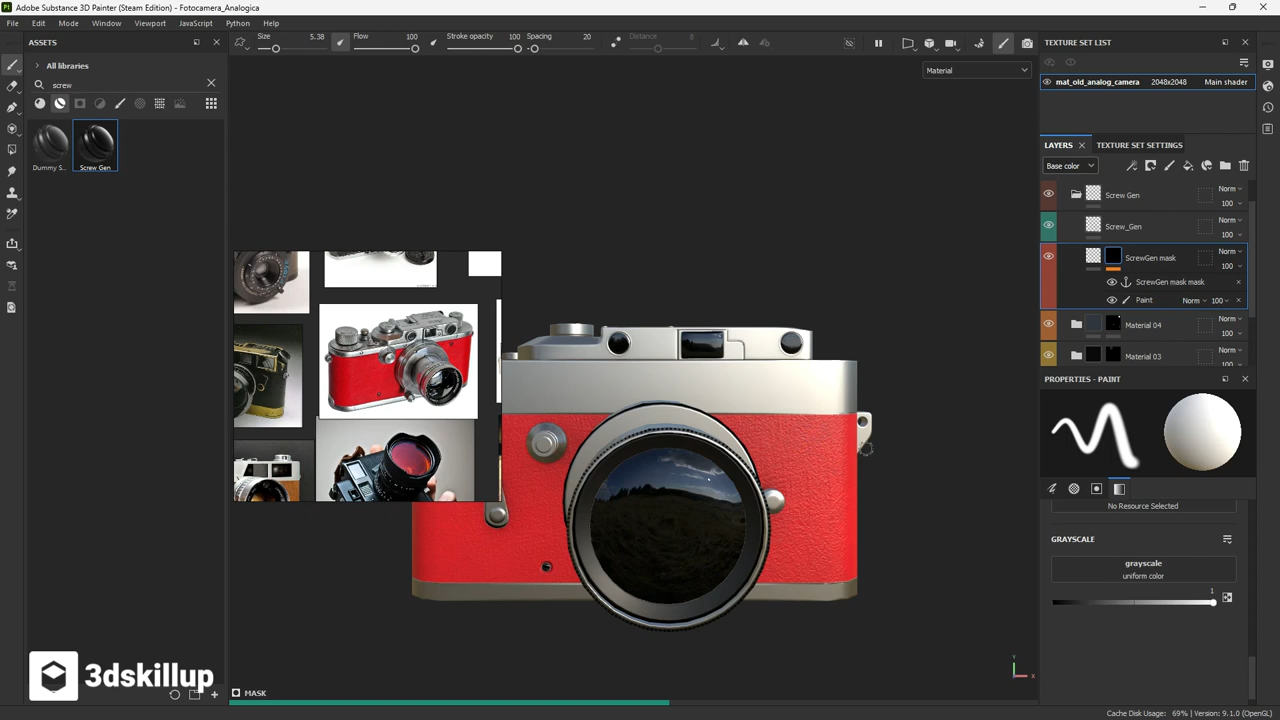 Adobe Substance 3D Painter (Steam Edition) - Fotocamera_Analogica
File Edit Mode Window Viewport JavaScript Python Help
ASSETS
Size 5.38 Flow 100 Stroke opacity 100 Spacing 20 Distance 8
All libraries
screw
Dummy S... Screw Gen
Material
TEXTURE SET LIST
mat_old_analog_camera 2048x2048 Main shader
LAYERS TEXTURE SET SETTINGS
Base color
Screw Gen Norm 100
Screw_Gen Norm 100
ScrewGen mask Norm 100
ScrewGen mask mask
Paint Norm 100
Material 04 Norm 100
Material 03 Norm 100
PROPERTIES - PAINT
No Resource Selected
GRAYSCALE
grayscale
uniform color
1
3dskillup
MASK
Y
X
Cache Disk Usage: 69% | Version: 9.1.0 (OpenGL)